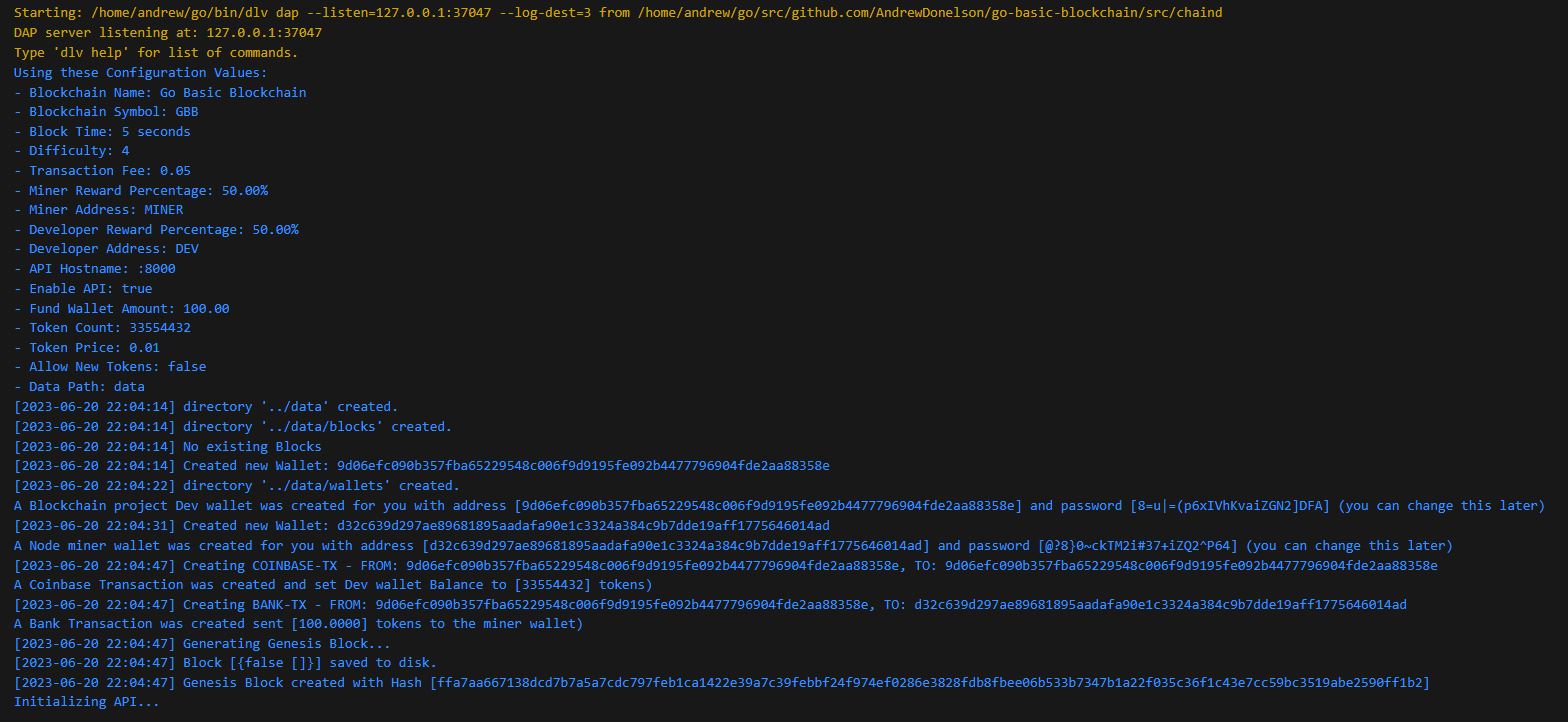 Starting: /home/andrew/go/bin/dlv dap --listen=127.0.0.1:37047 --log-dest=3 from /home/andrew/go/src/github.com/AndrewDonelson/go-basic-blockchain/src/chaind
DAP server listening at: 127.0.0.1:37047
Type 'dlv help' for list of commands.
Using these Configuration Values:
- Blockchain Name: Go Basic Blockchain
- Blockchain Symbol: GBB
- Block Time: 5 seconds
- Difficulty: 4
- Transaction Fee: 0.05
- Miner Reward Percentage: 50.00%
- Miner Address: MINER
- Developer Reward Percentage: 50.00%
- Developer Address: DEV
- API Hostname: :8000
- Enable API: true
- Fund Wallet Amount: 100.00
- Token Count: 33554432
- Token Price: 0.01
- Allow New Tokens: false
- Data Path: data
[2023-06-20 22:04:14] directory '../data' created.
[2023-06-20 22:04:14] directory '../data/blocks' created.
[2023-06-20 22:04:14] No existing Blocks
[2023-06-20 22:04:14] Created new Wallet: 9d06efc090b357fba65229548c006f9d9195fe092b4477796904fde2aa88358e
[2023-06-20 22:04:22] directory '../data/wallets' created.
A Blockchain project Dev wallet was created for you with address [9d06efc090b357fba65229548c006f9d9195fe092b4477796904fde2aa88358e] and password [8=u|=(p6xIVhKvaiZGN2]DFA] (you can change this later)
[2023-06-20 22:04:31] Created new Wallet: d32c639d297ae89681895aadafa90e1c3324a384c9b7dde19aff1775646014ad
A Node miner wallet was created for you with address [d32c639d297ae89681895aadafa90e1c3324a384c9b7dde19aff1775646014ad] and password [@?8}0~ckTM2i#37+iZQ2^P64] (you can change this later)
[2023-06-20 22:04:47] Creating COINBASE-TX - FROM: 9d06efc090b357fba65229548c006f9d9195fe092b4477796904fde2aa88358e, TO: 9d06efc090b357fba65229548c006f9d9195fe092b4477796904fde2aa88358e
A Coinbase Transaction was created and set Dev wallet Balance to [33554432] tokens)
[2023-06-20 22:04:47] Creating BANK-TX - FROM: 9d06efc090b357fba65229548c006f9d9195fe092b4477796904fde2aa88358e, TO: d32c639d297ae89681895aadafa90e1c3324a384c9b7dde19aff1775646014ad
A Bank Transaction was created sent [100.0000] tokens to the miner wallet)
[2023-06-20 22:04:47] Generating Genesis Block...
[2023-06-20 22:04:47] Block [{false []}] saved to disk.
[2023-06-20 22:04:47] Genesis Block created with Hash [ffa7aa667138dcd7b7a5a7cdc797feb1ca1422e39a7c39febbf24f974ef0286e3828fdb8fbee06b533b7347b1a22f035c36f1c43e7cc59bc3519abe2590ff1b2]
Initializing API...